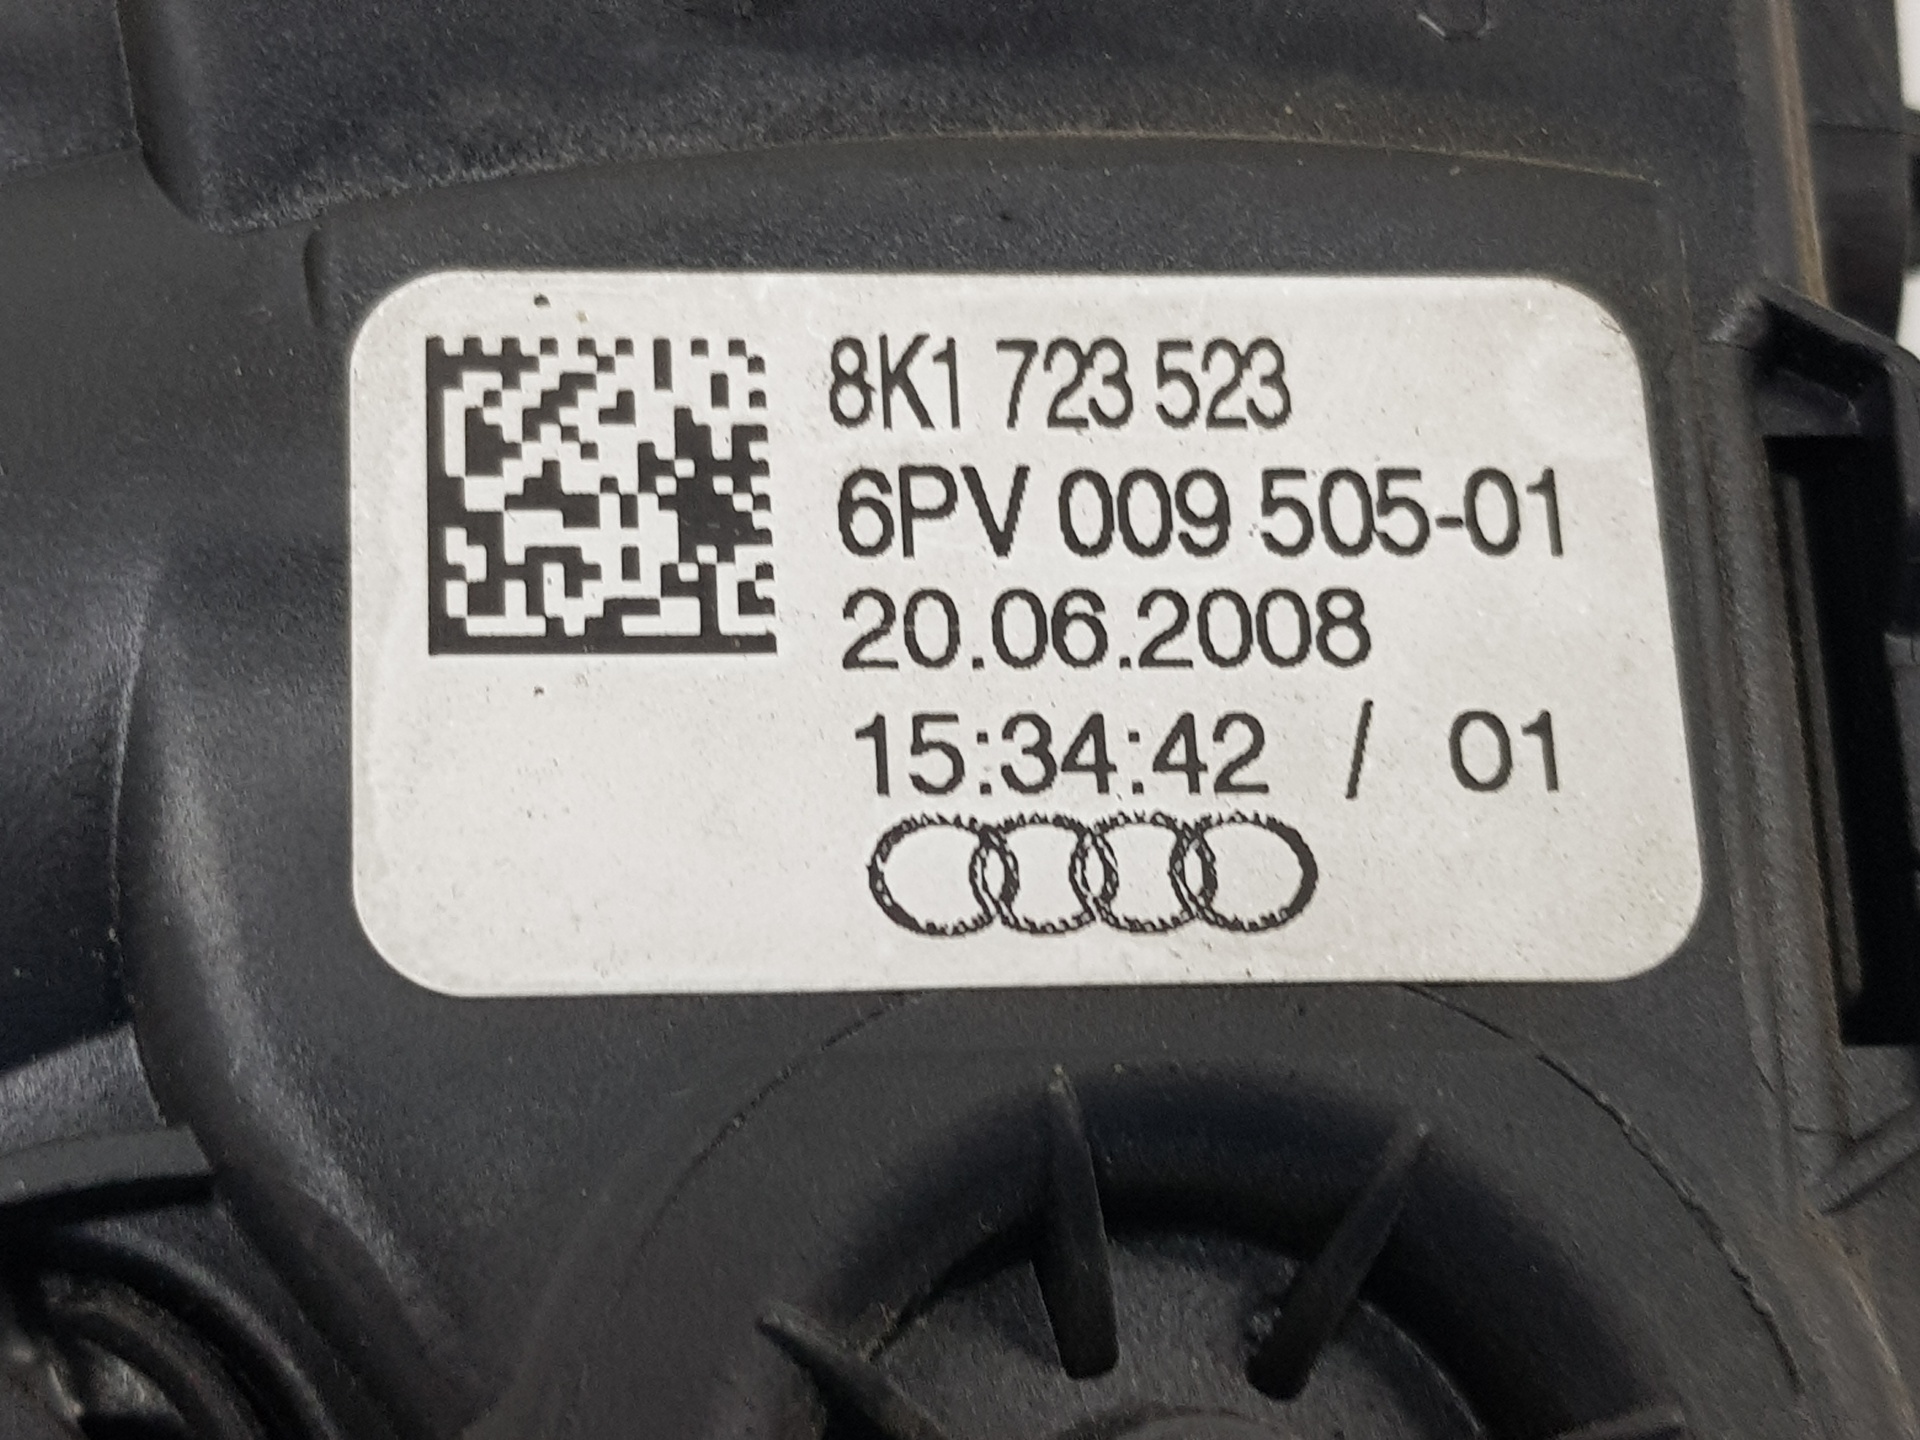 8K1 723 523
6PV 009 505-01
20.06.2008
15:34:42 / 01